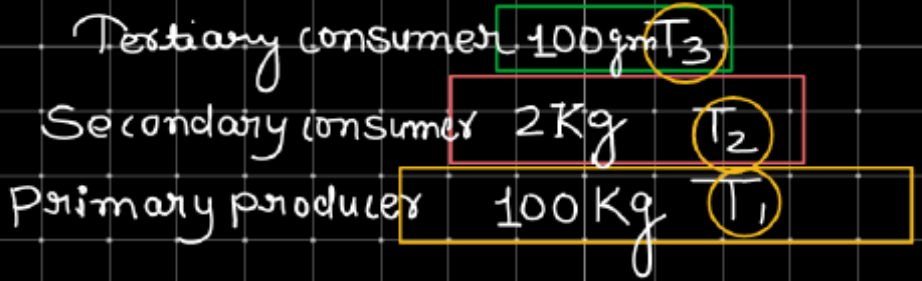 Tertiary consumer 100gm T3
Secondary consumer 2Kg T2
Primary producer 100Kg T1